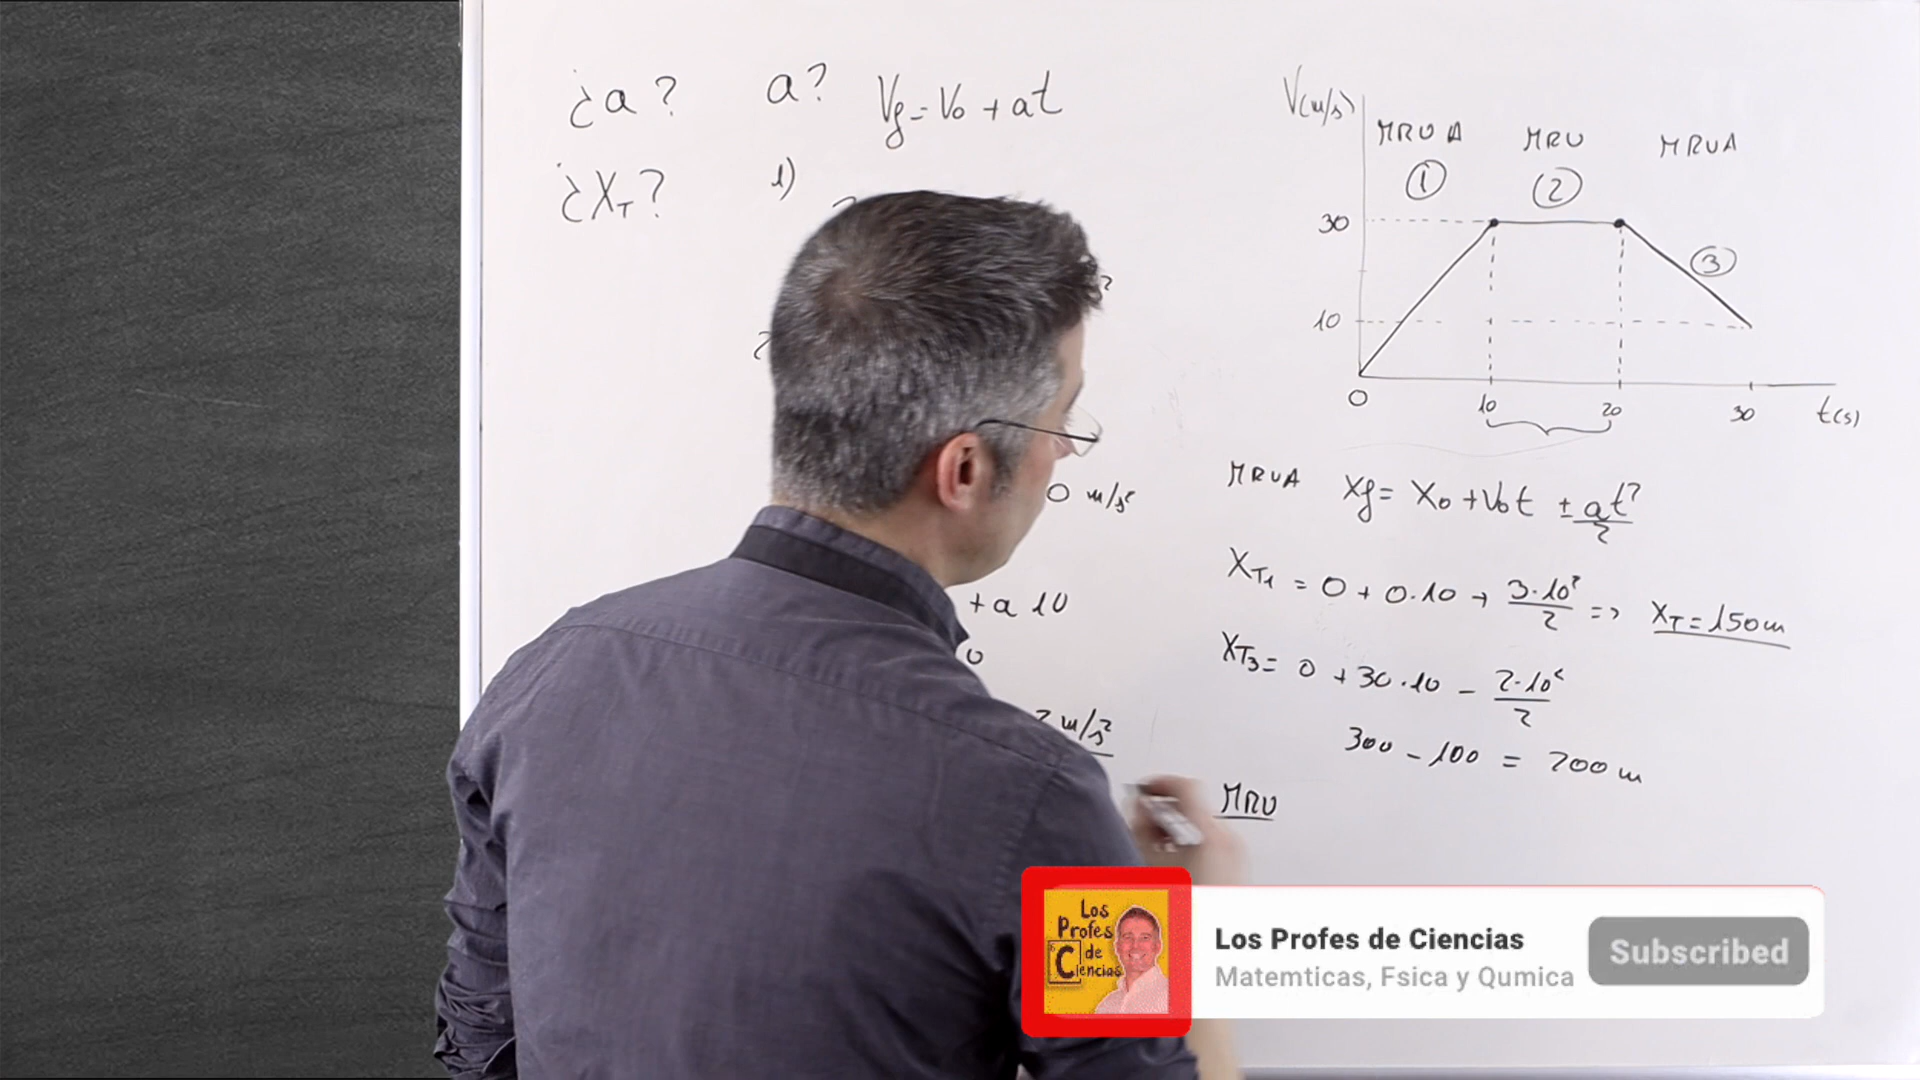 ¿a?
a?
Vf = V0 + at
¿XT?
1)
V(m/s)
MRUA
MRU
MRUA
1
2
30
3
10
0
10
20
30
t(s)
MRUA Xf = X0 + V0t ± at²/2
0 m/s²
XT1 = 0 + 0·10 + 3·10²/2 => XT = 150m
+ a 10
0
XT3 = 0 + 30·10 - 2·10²/2
2 m/s²
300 - 100 = 200 m
MRU
Los Profes de Ciencias
Los Profes de Ciencias
Matemticas, Fsica y Qumica
Subscribed